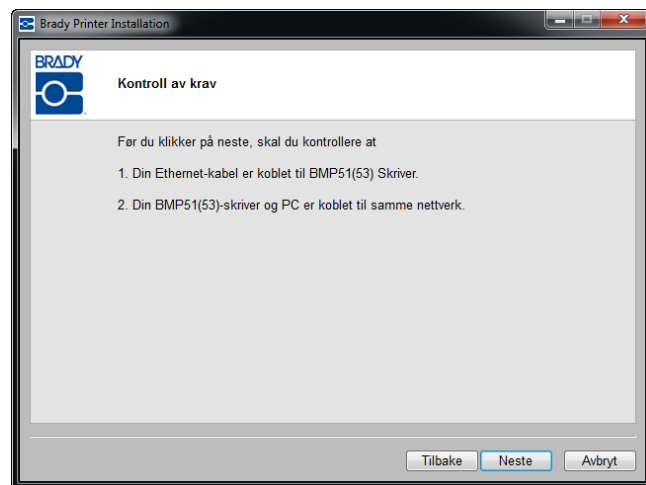 Brady Printer Installation
BRADY
Kontroll av krav
Før du klikker på neste, skal du kontrollere at
1. Din Ethernet-kabel er koblet til BMP51(53) Skriver.
2. Din BMP51(53)-skriver og PC er koblet til samme nettverk.
Tilbake Neste Avbryt